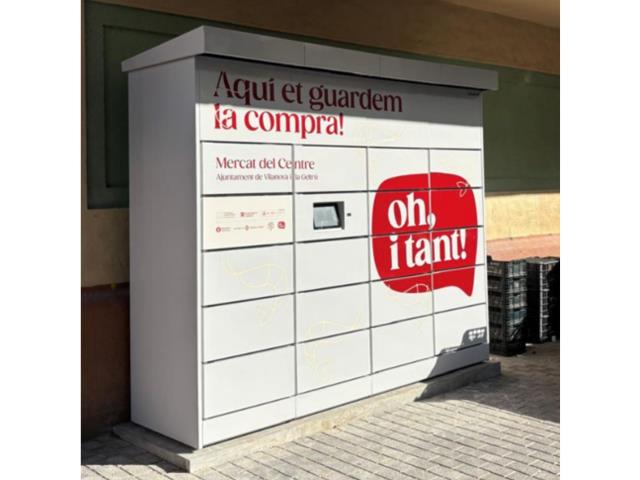 Aquí et guardem
la compra!
Mercat del Centre
Ajuntament de Vilanova i la Geltrú
oh,
i tant!